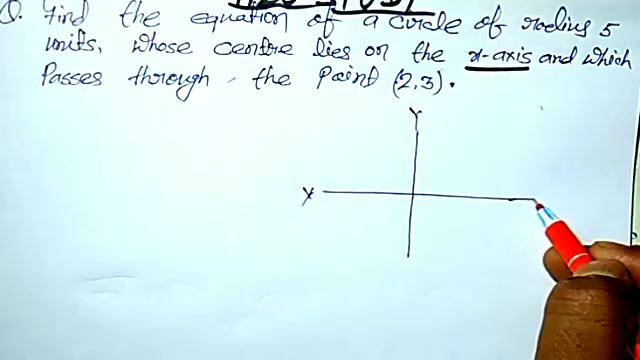 Q. Find the equation of a circle of radius 5
units, whose centre lies on the x-axis and which
Passes through the point (2,3).
Y
X